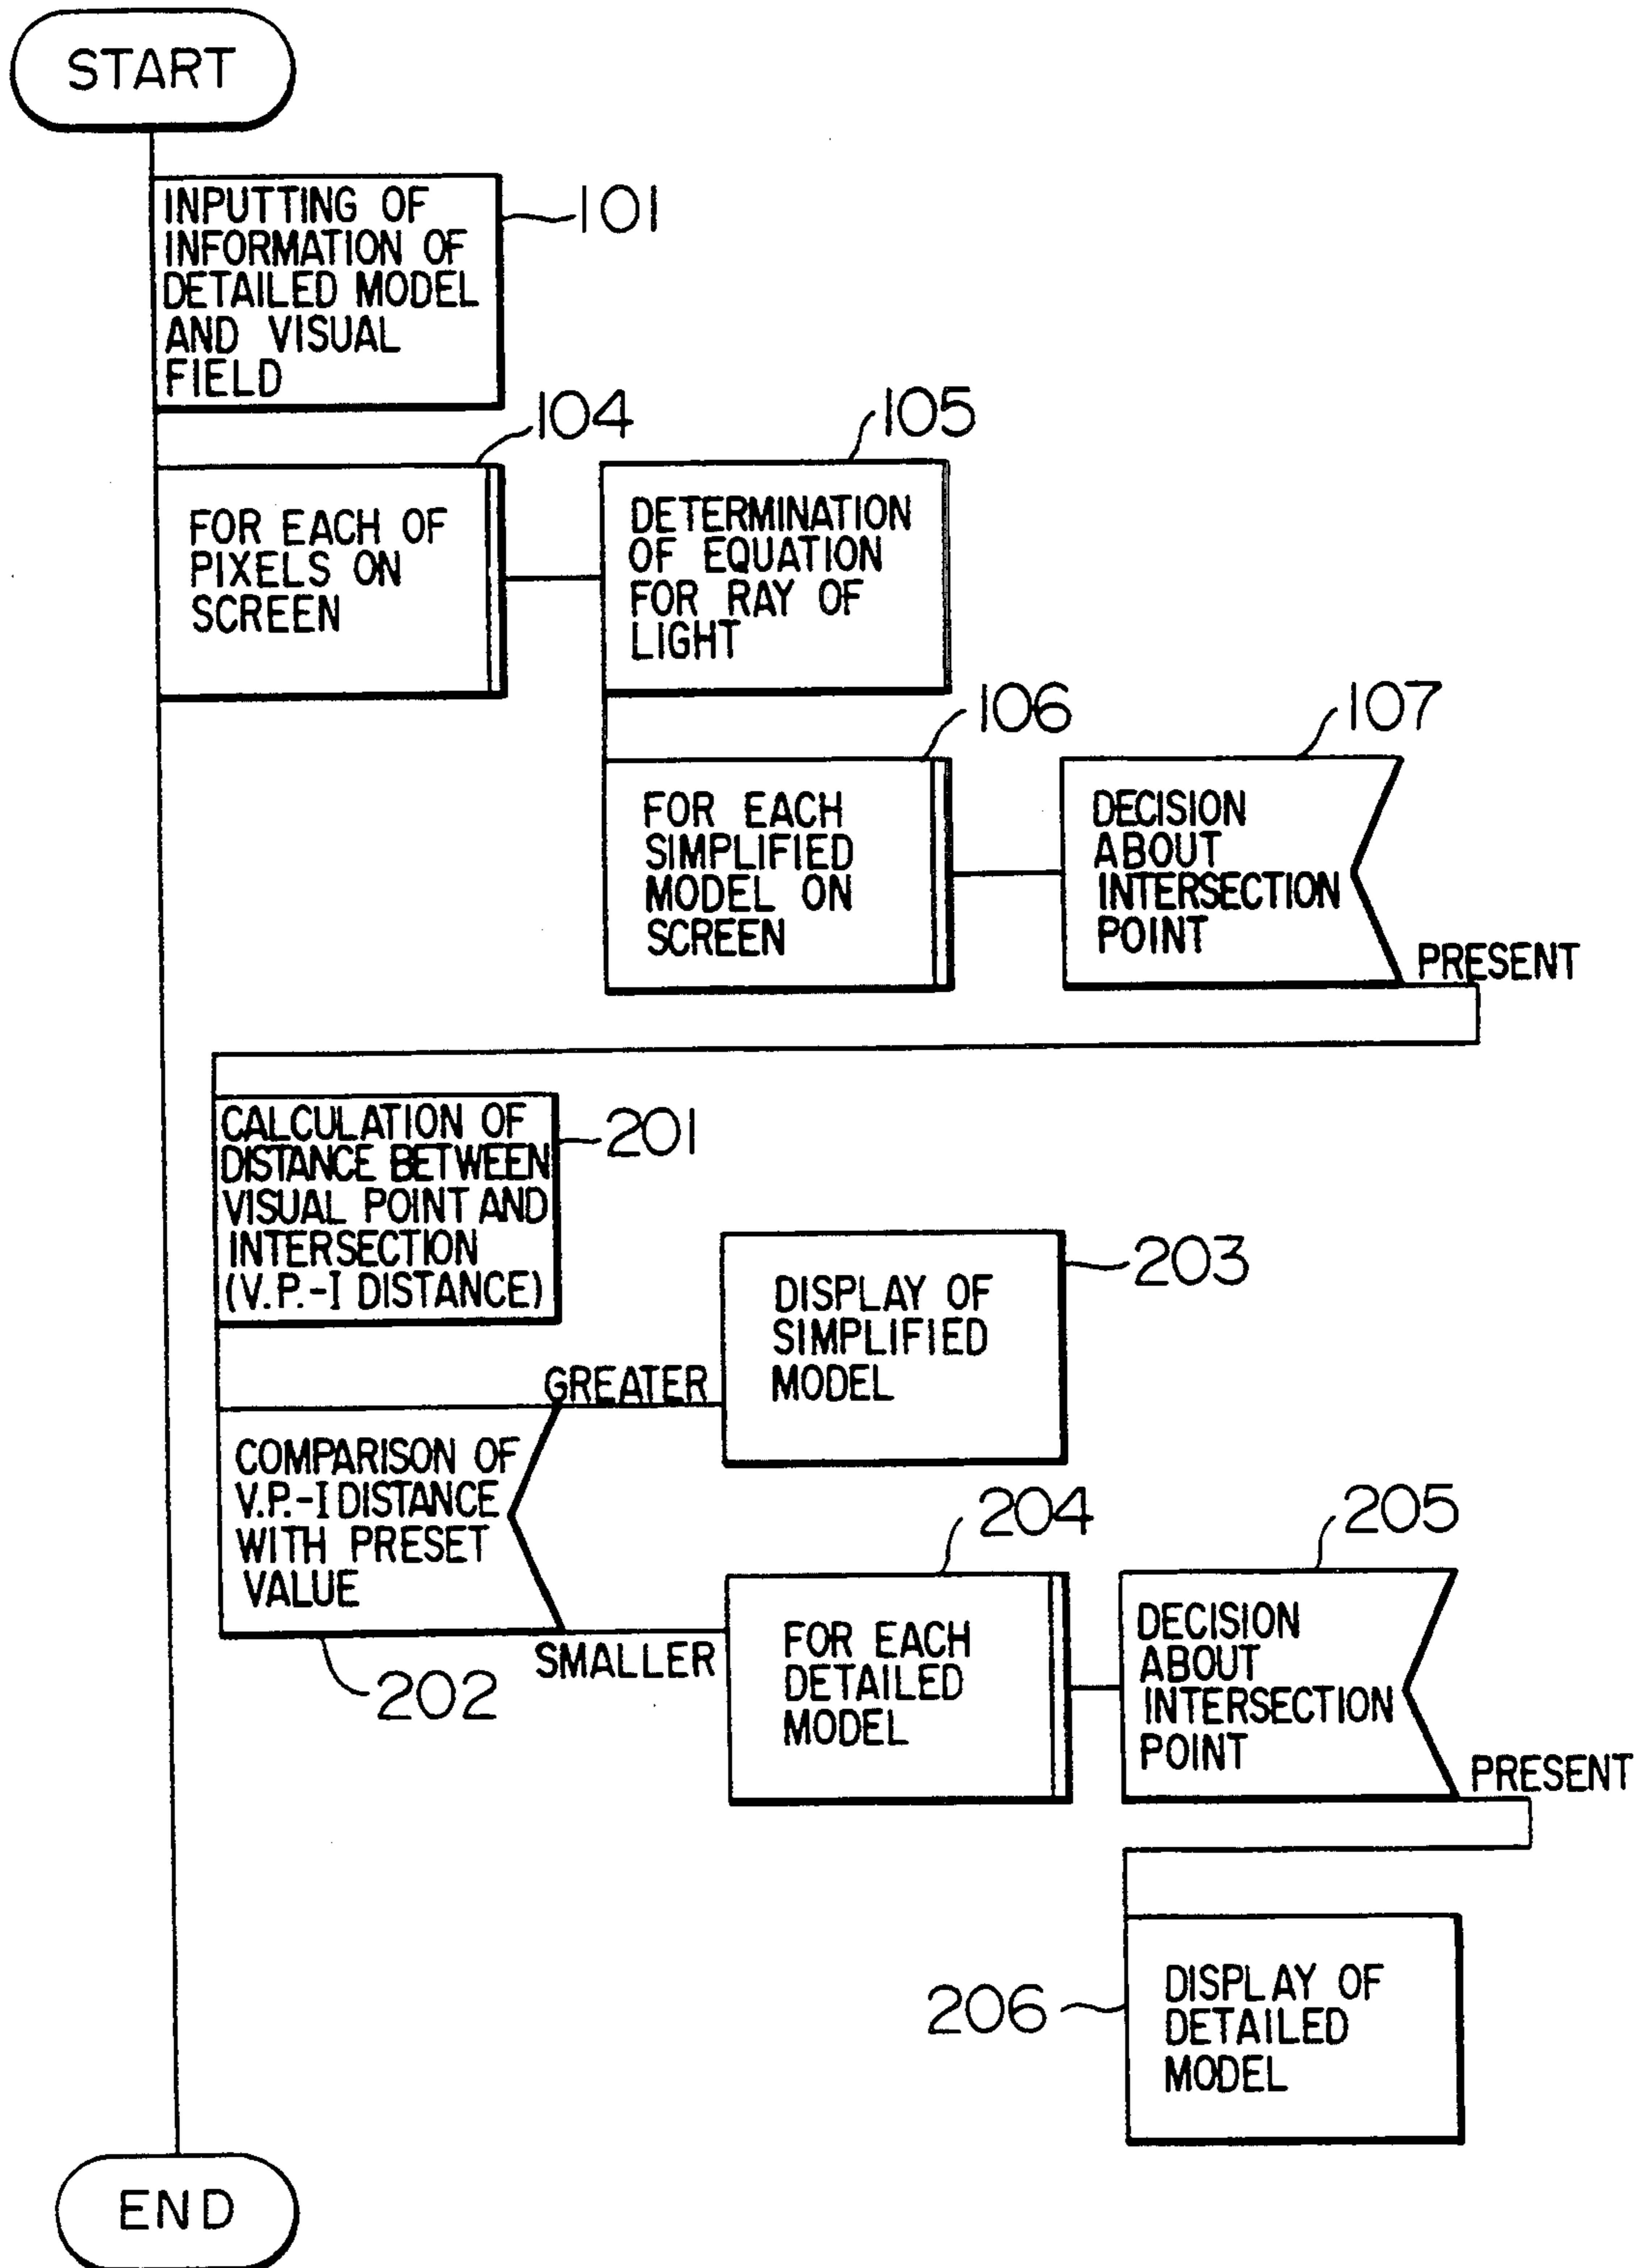 START
INPUTTING OF
INFORMATION OF
DETAILED MODEL
AND VISUAL
FIELD
101
104
FOR EACH OF
PIXELS ON
SCREEN
105
DETERMINATION
OF EQUATION
FOR RAY OF
LIGHT
106
FOR EACH
SIMPLIFIED
MODEL ON
SCREEN
107
DECISION
ABOUT
INTERSECTION
POINT
PRESENT
CALCULATION OF
DISTANCE BETWEEN
VISUAL POINT AND
INTERSECTION
(V.P.-I DISTANCE)
201
GREATER
203
DISPLAY OF
SIMPLIFIED
MODEL
COMPARISON OF
V.P.-I DISTANCE
WITH PRESET
VALUE
202
SMALLER
204
FOR EACH
DETAILED
MODEL
205
DECISION
ABOUT
INTERSECTION
POINT
PRESENT
206
DISPLAY OF
DETAILED
MODEL
END